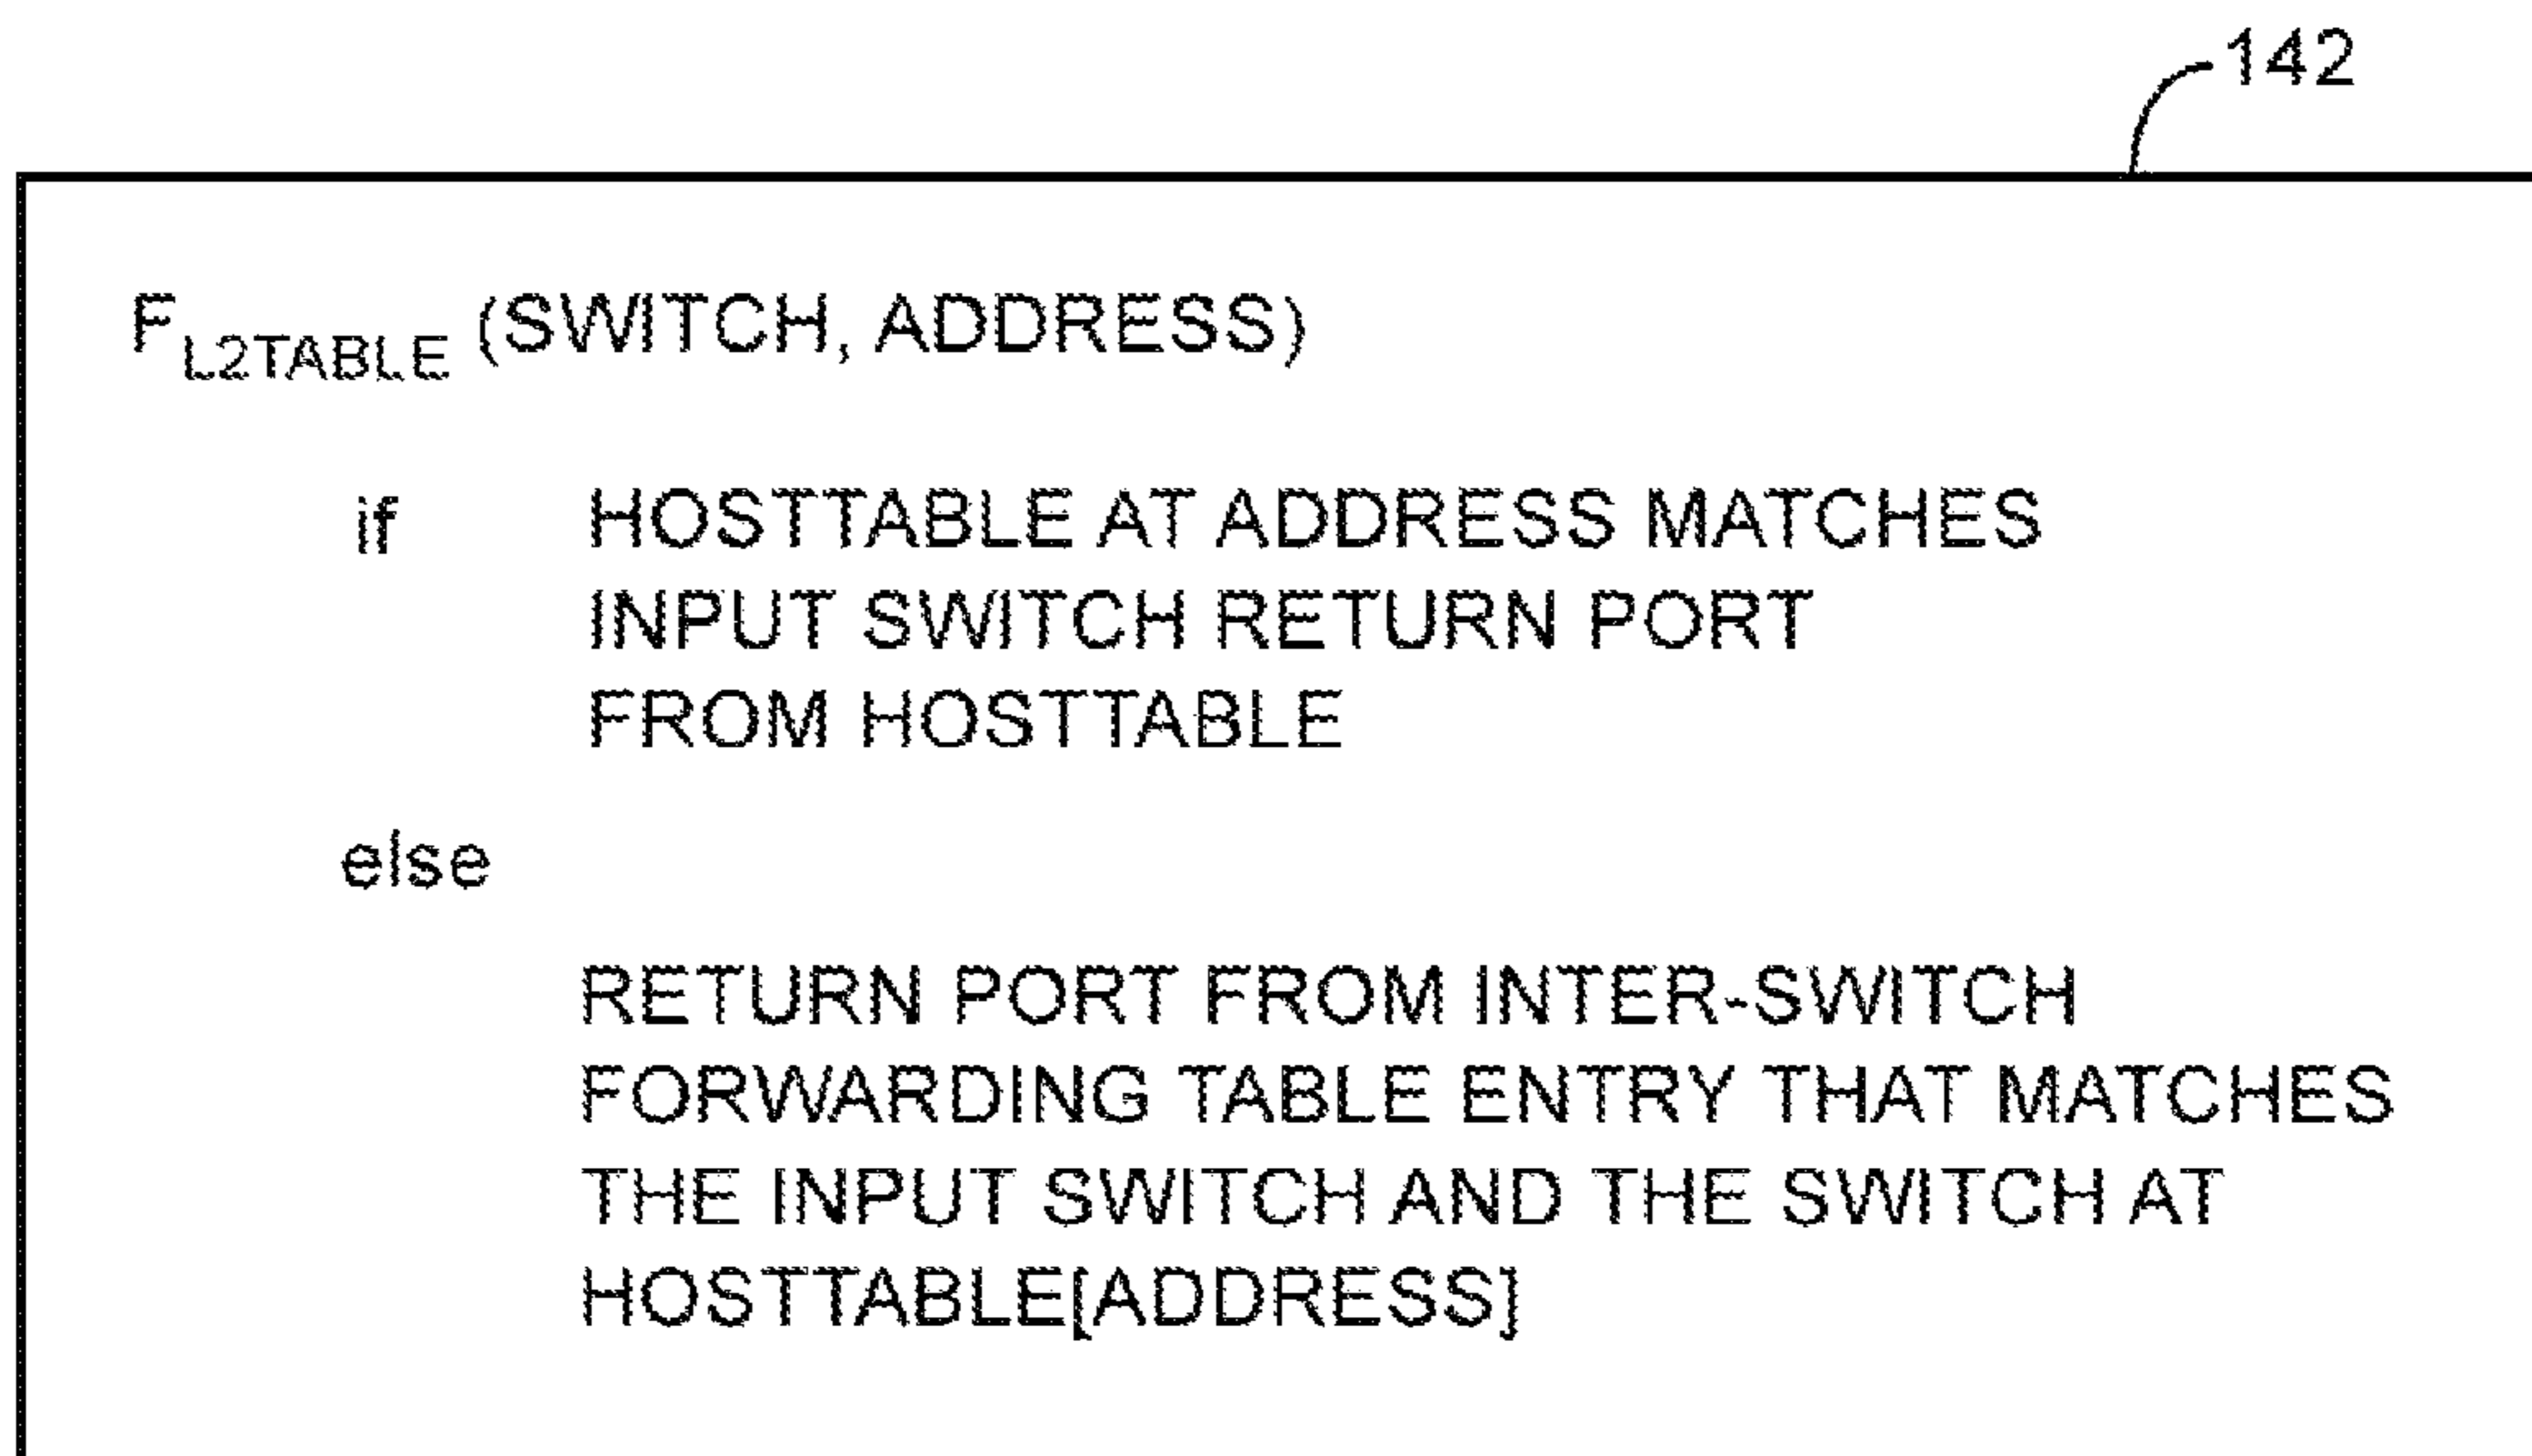 142
F L2TABLE (SWITCH, ADDRESS)
if HOSTTABLE AT ADDRESS MATCHES
INPUT SWITCH RETURN PORT
FROM HOSTTABLE
else
RETURN PORT FROM INTER-SWITCH
FORWARDING TABLE ENTRY THAT MATCHES
THE INPUT SWITCH AND THE SWITCH AT
HOSTTABLE[ADDRESS]